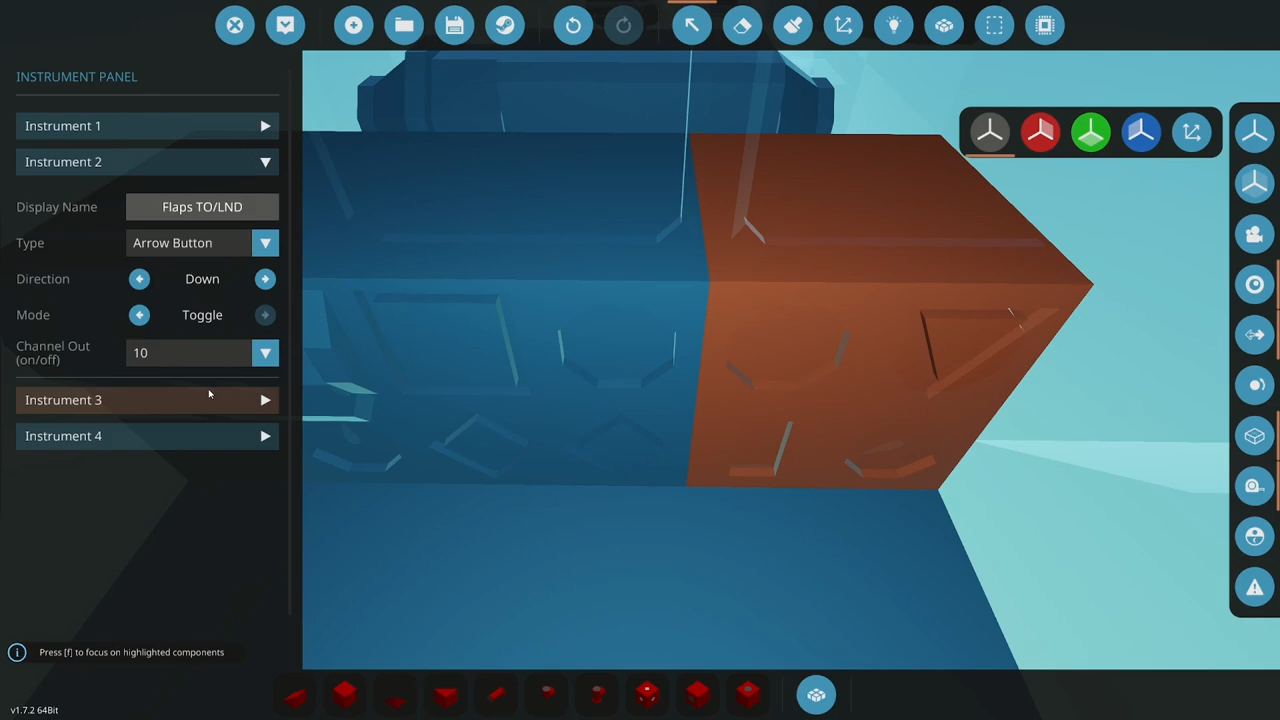 INSTRUMENT PANEL
Instrument 1
Instrument 2
Display Name Flaps TO/LND
Type Arrow Button
Direction Down
Mode Toggle
Channel Out
(on/off) 10
Instrument 3
Instrument 4
Press [f] to focus on highlighted components
v1.7.2 64Bit